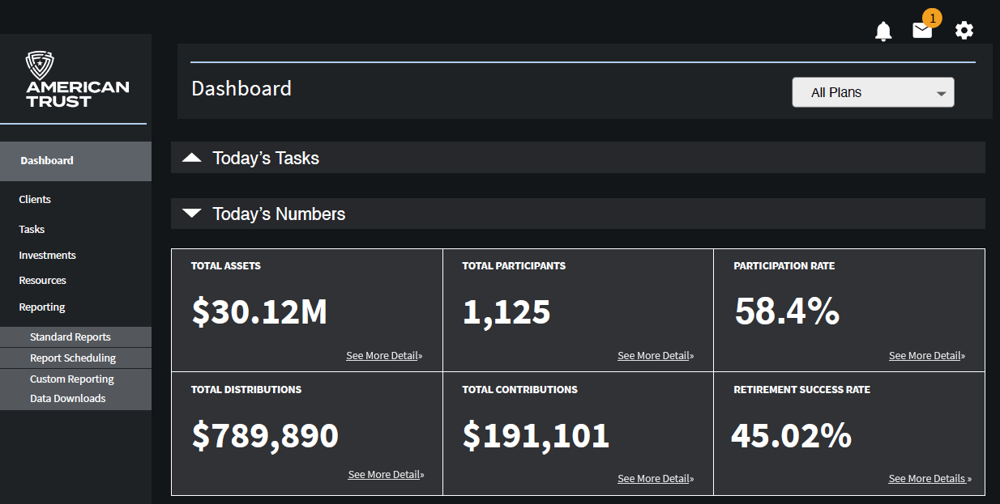 1
AMERICAN
TRUST
Dashboard
All Plans
Dashboard
Clients
Tasks
Investments
Resources
Reporting
Standard Reports
Report Scheduling
Custom Reporting
Data Downloads
Today’s Tasks
Today’s Numbers
TOTAL ASSETS
$30.12M
See More Detail»
TOTAL PARTICIPANTS
1,125
See More Detail»
PARTICIPATION RATE
58.4%
See More Detail»
TOTAL DISTRIBUTIONS
$789,890
See More Detail»
TOTAL CONTRIBUTIONS
$191,101
See More Detail»
RETIREMENT SUCCESS RATE
45.02%
See More Details »